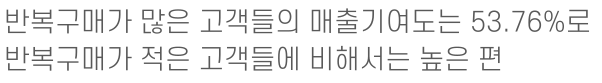 반복구매가 많은 고객들의 매출기여도는 53.76%로
반복구매가 적은 고객들에 비해서는 높은 편